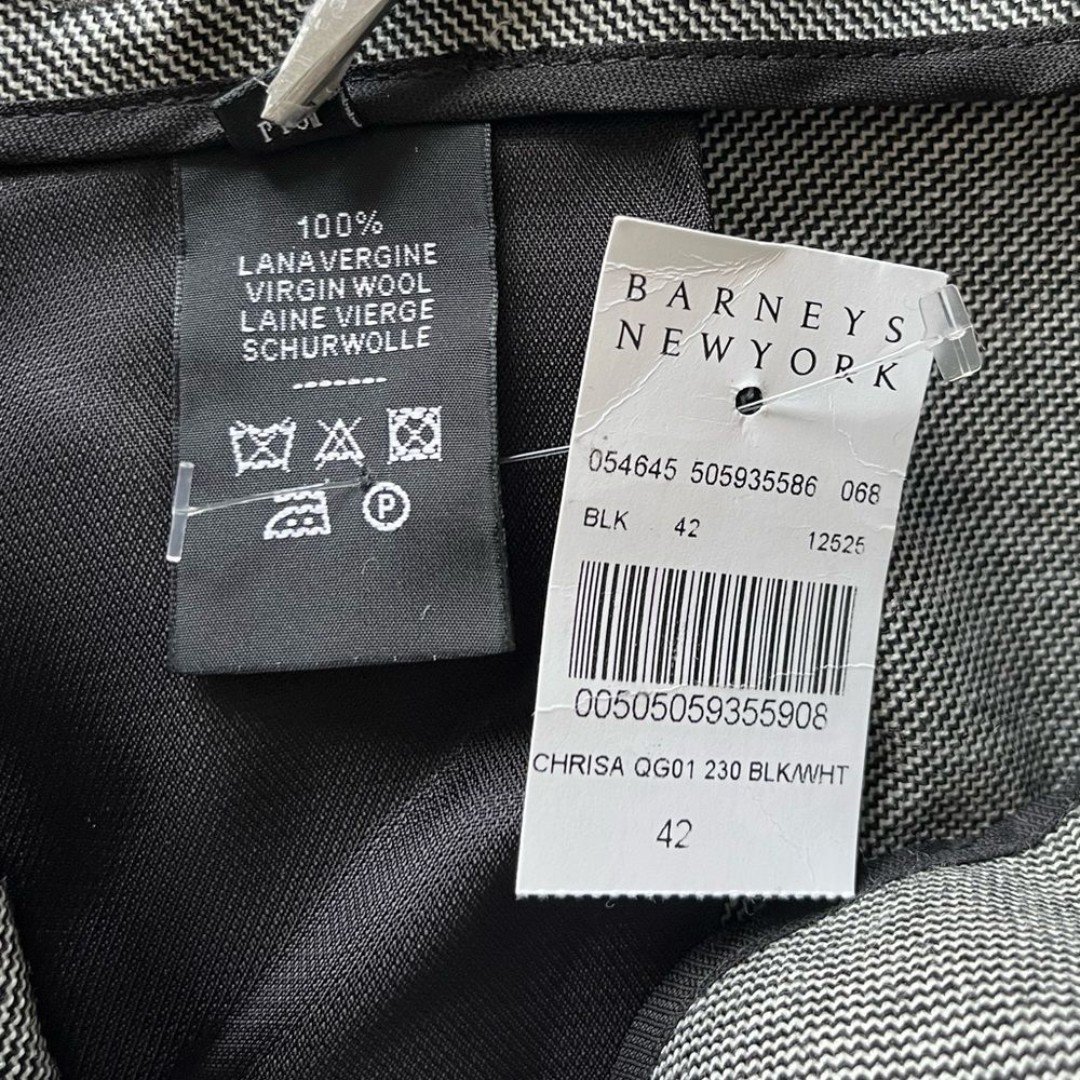 100%
LANA VERGINE
VIRGIN WOOL
LAINE VIERGE
SCHURWOLLE
P
BARNEYS
NEWYORK
054645 505935586 068
BLK 42 12525
00505059355908
CHRISA QG01 230 BLK/WHT
42